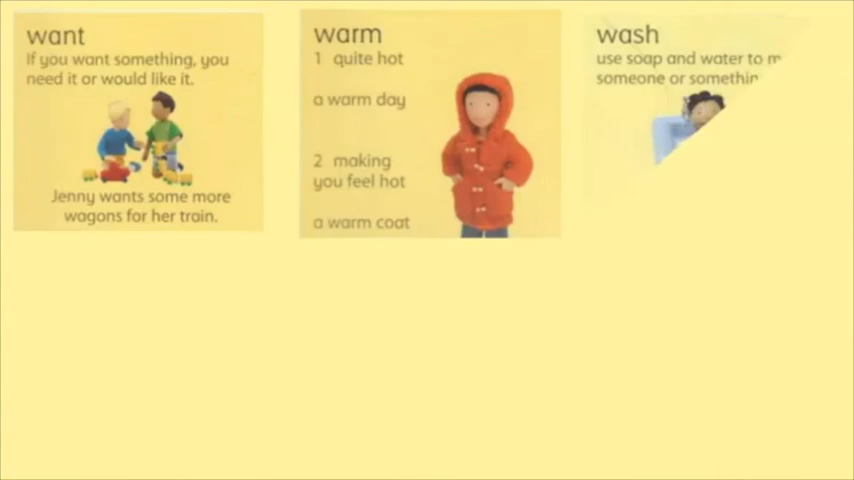 want
If you want something, you
need it or would like it.
Jenny wants some more
wagons for her train.
warm
1 quite hot
a warm day
2 making
you feel hot
a warm coat
wash
use soap and water to
someone or somethin